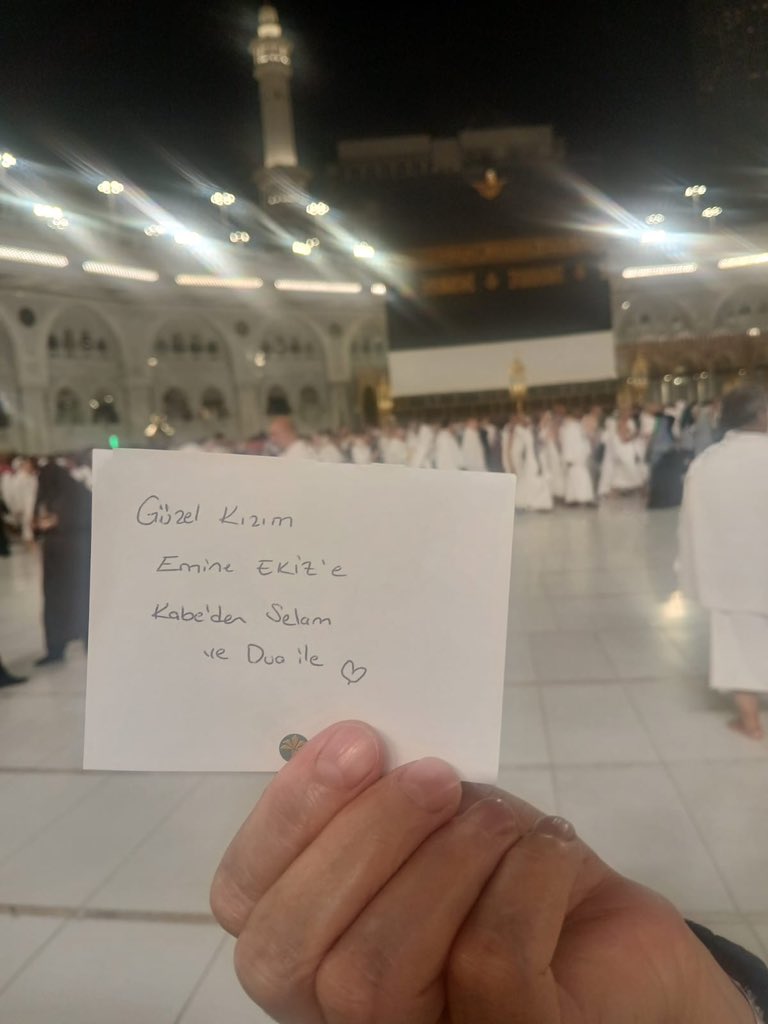 Güzel Kızım
Emine EKİZ'e
Kabe'den Selam
ve Dua ile ♡